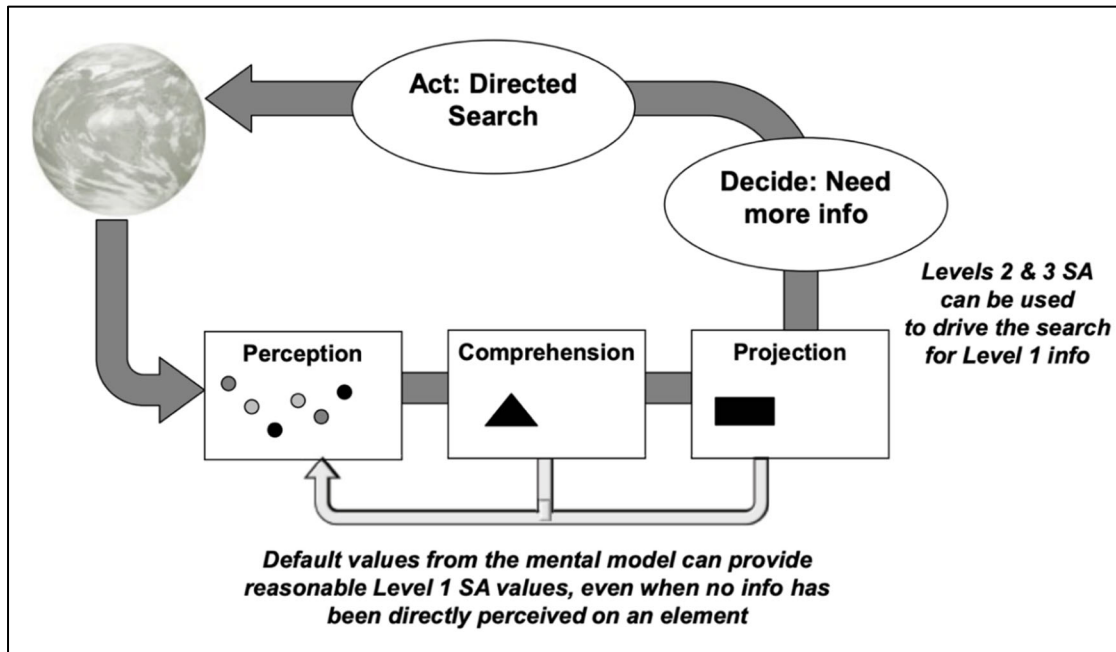 Act: Directed
Search
Decide: Need
more info
Levels 2 & 3 SA
can be used
to drive the search
for Level 1 info
Perception
Comprehension
Projection
Default values from the mental model can provide
reasonable Level 1 SA values, even when no info has
been directly perceived on an element